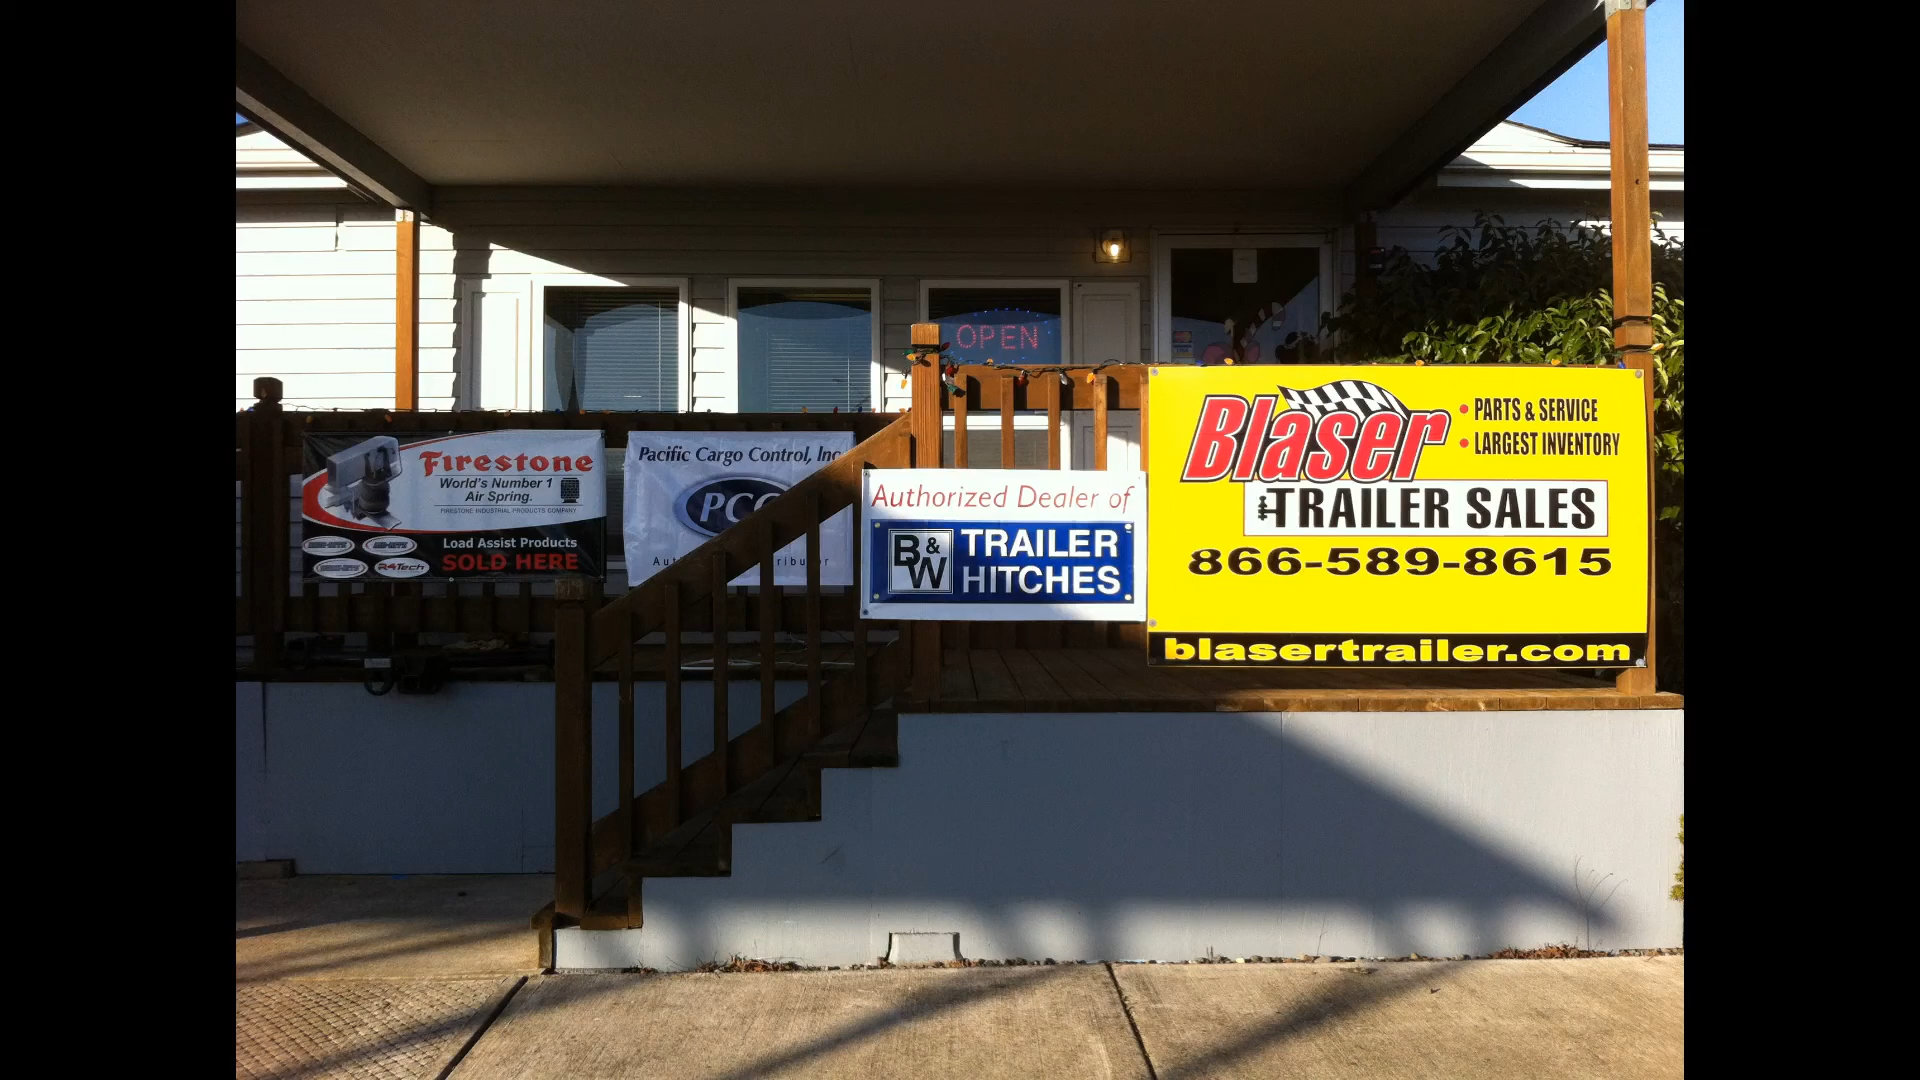 OPEN
Firestone
World's Number 1
Air Spring.
FIRESTONE INDUSTRIAL PRODUCTS COMPANY
Load Assist Products
SOLD HERE
R4Tech
Pacific Cargo Control, Inc
Authorized Dealer of
B&W
TRAILER
HITCHES
Blaser
• PARTS & SERVICE
• LARGEST INVENTORY
TRAILER SALES
866-589-8615
blasertrailer.com